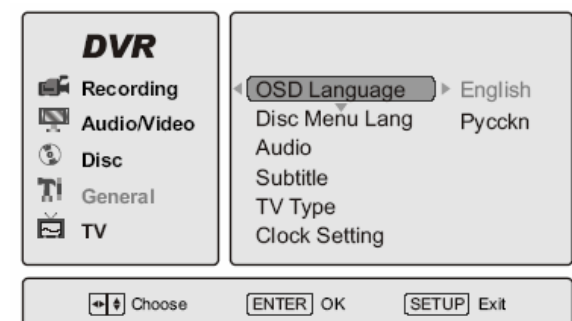 DVR
Recording
Audio/Video
Disc
General
TV
OSD Language English
Disc Menu Lang Pycckn
Audio
Subtitle
TV Type
Clock Setting
Choose ENTER OK SETUP Exit